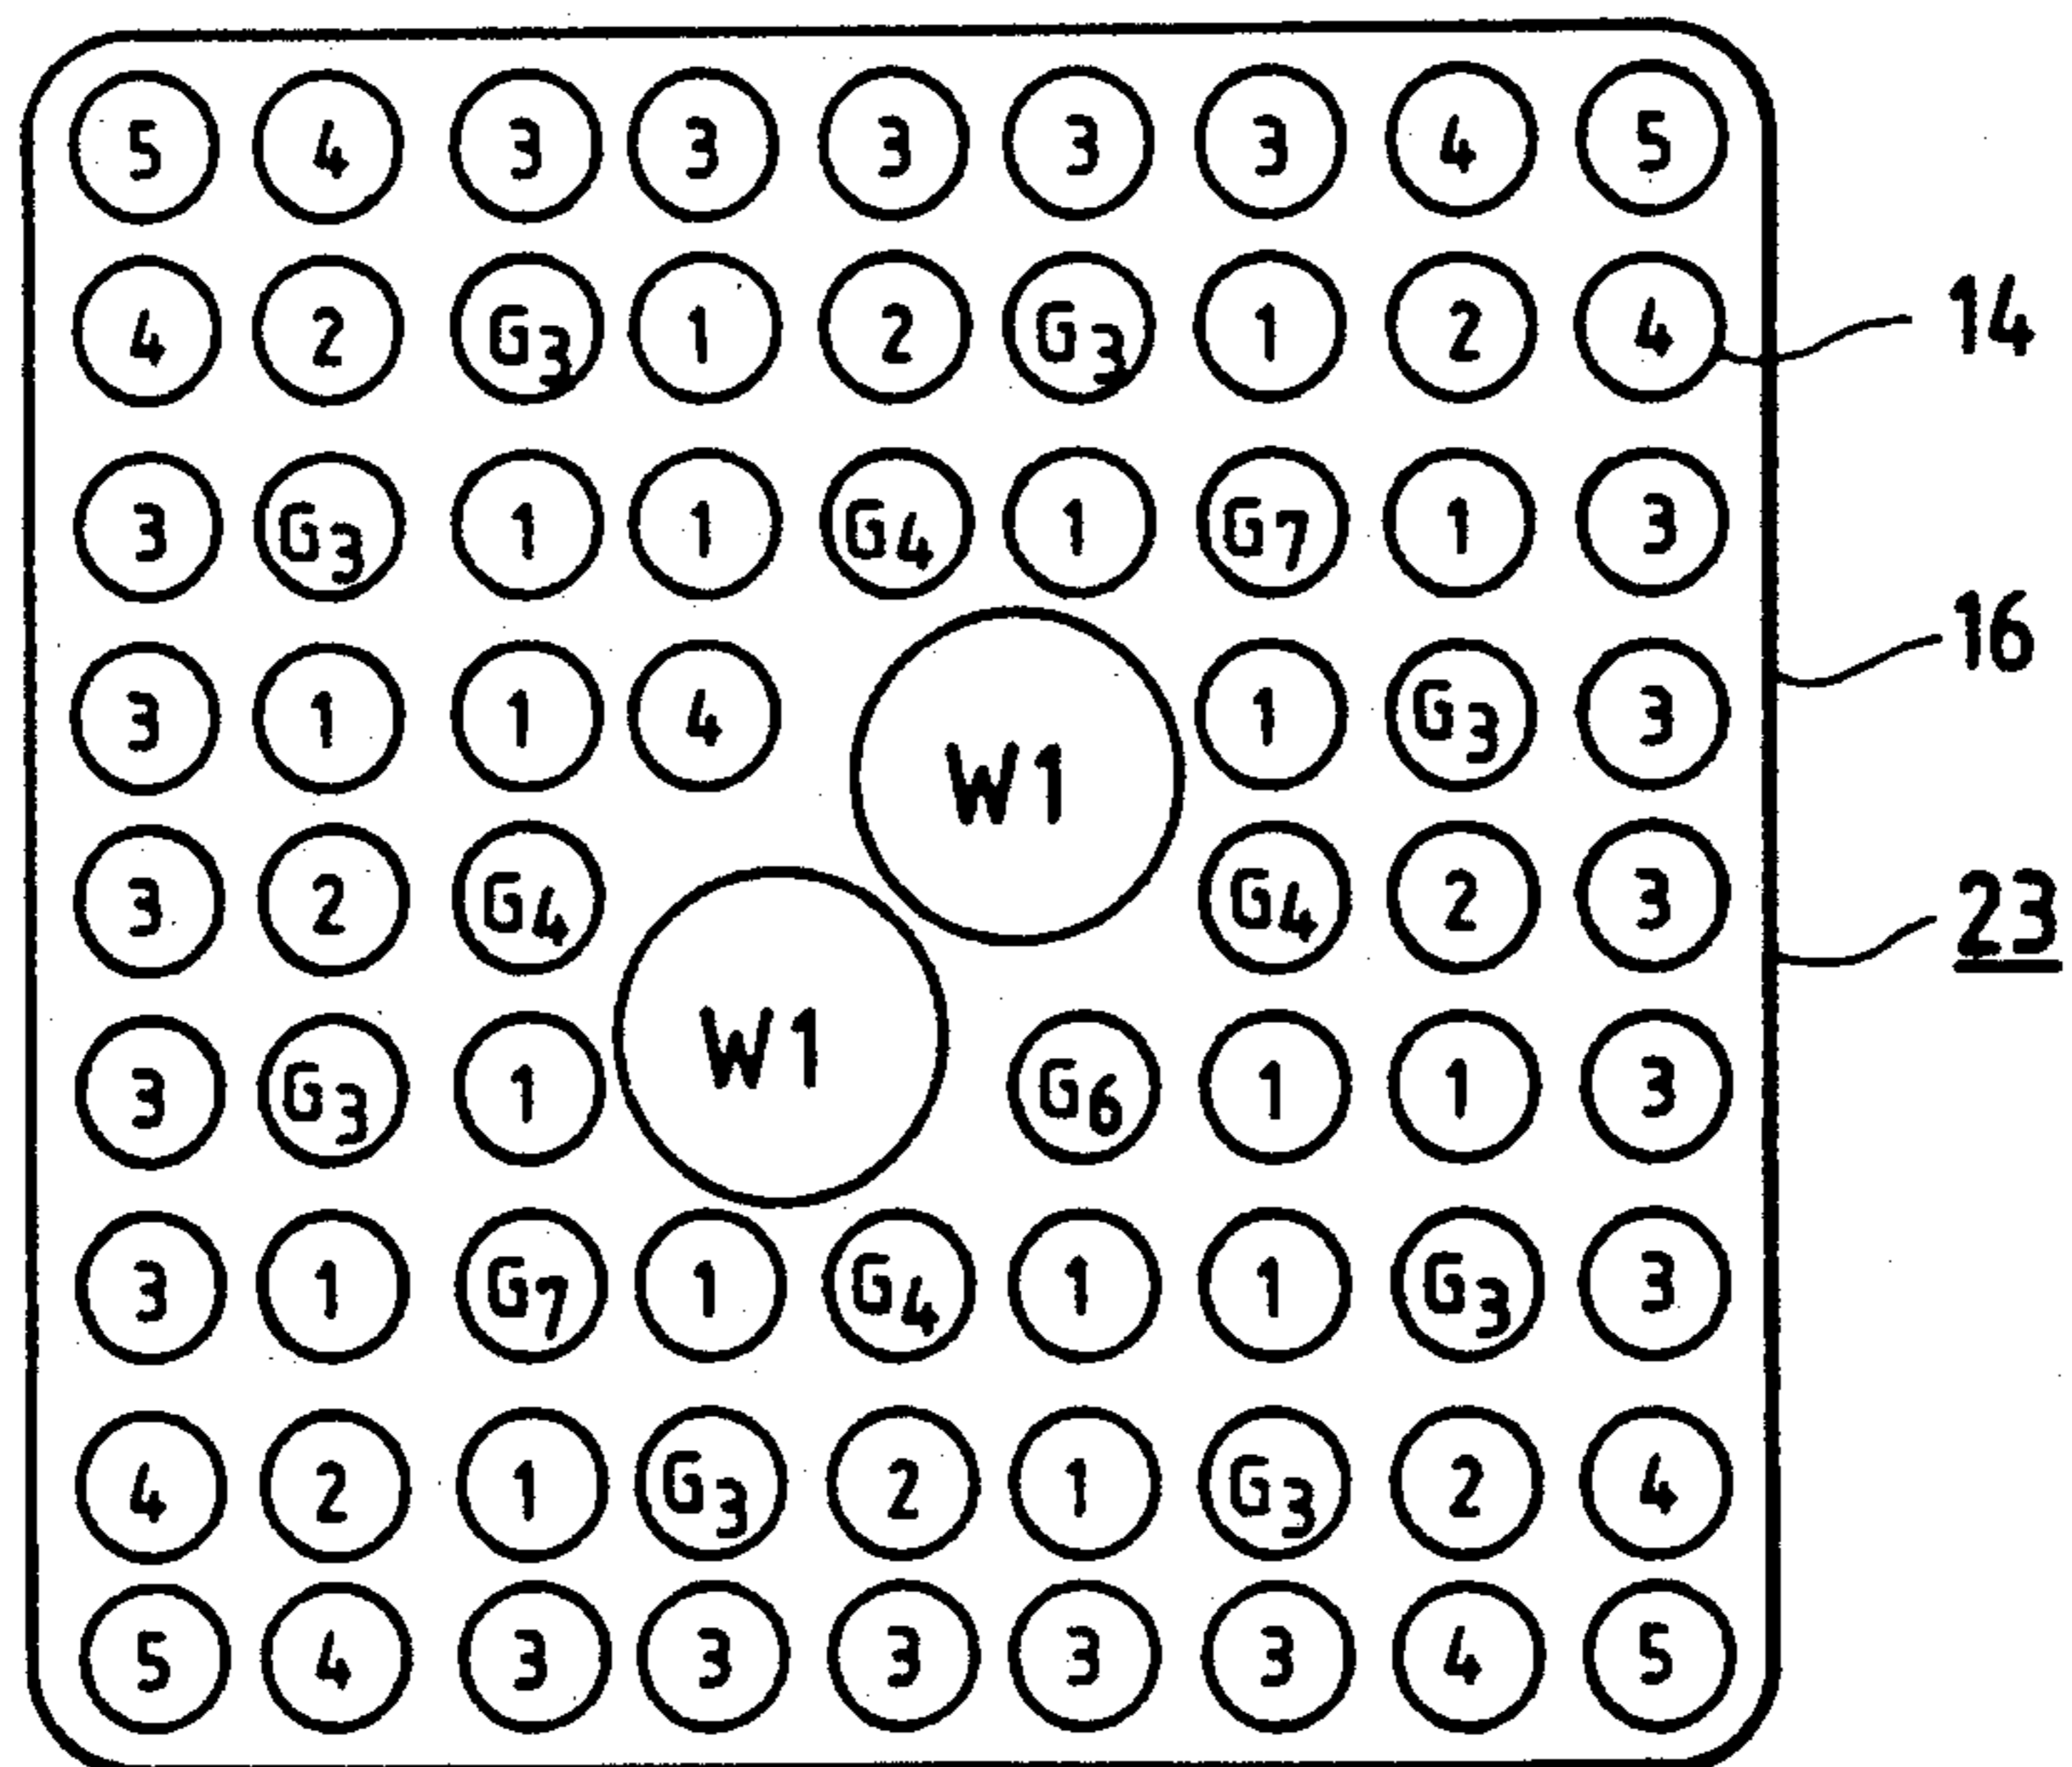 5 4 3 3 3 3 3 4 5
4 2 G3 1 2 G3 1 2 4 14
3 G3 1 1 G4 1 G7 1 3
16
3 1 1 4 W1 1 G3 3
3 2 G4 G4 2 3 23
3 G3 1 W1 G6 1 1 3
3 1 G7 1 G4 1 1 G3 3
4 2 1 G3 2 1 G3 2 4
5 4 3 3 3 3 3 4 5